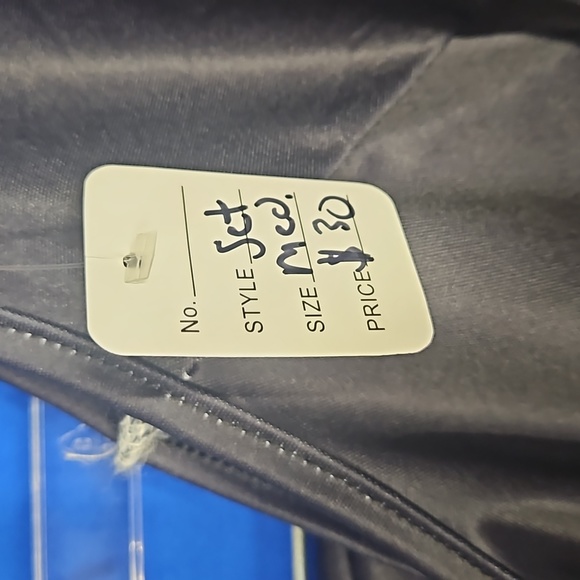 No.
STYLE Set
SIZE Med.
PRICE $30